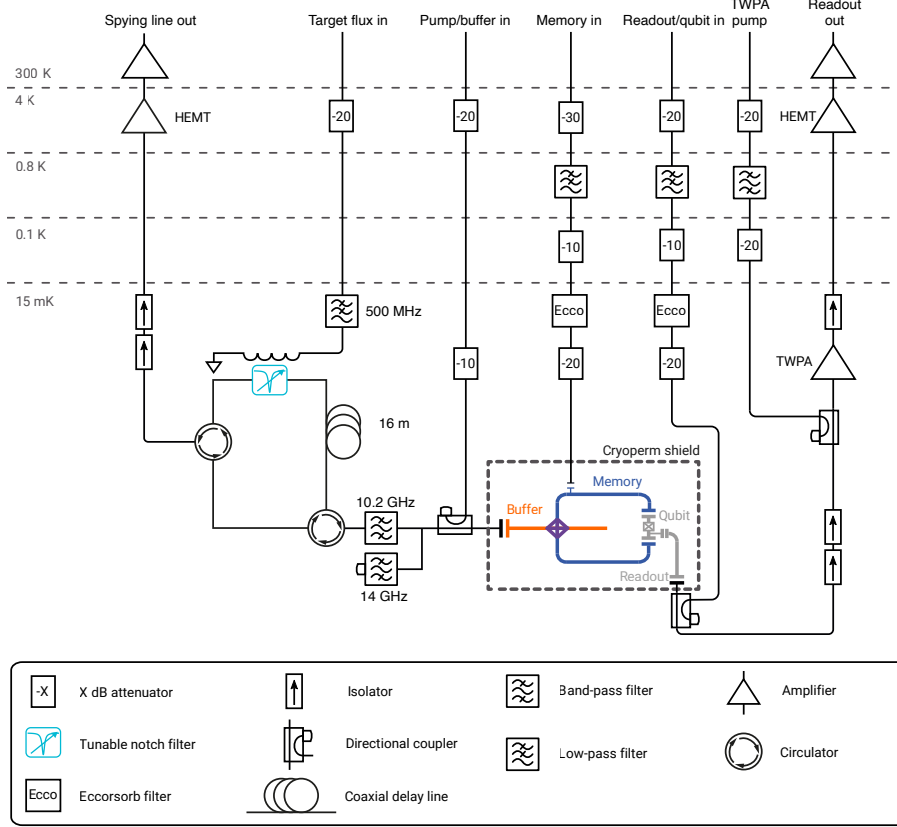 Spying line out Target flux in Pump/buffer in Memory in Readout/qubit in TWPA pump Readout out
300 K
4 K
HEMT -20 -20 -30 -20 -20 HEMT
0.8 K
0.1 K
-10 -10 -20
15 mK
500 MHz Ecco Ecco
-10 -20 -20 TWPA
16 m
Cryoperm shield
Memory
10.2 GHz Buffer Qubit
Readout
14 GHz
-X X dB attenuator Isolator Band-pass filter Amplifier
Tunable notch filter Directional coupler Low-pass filter Circulator
Ecco Eccorsorb filter Coaxial delay line